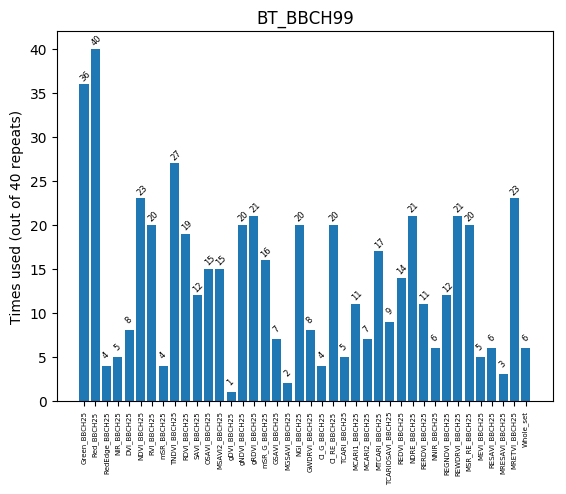 BT_BBCH99
Times used (out of 40 repeats)
40
35
30
25
20
15
10
5
0
36
40
4
5
8
23
20
4
27
19
12
15
15
1
20
21
16
7
2
20
8
4
20
5
11
7
17
9
14
21
11
6
12
21
20
5
6
3
23
6
Green_BBCH25
Red_BBCH25
RedEdge_BBCH25
NIR_BBCH25
DVI_BBCH25
NDVI_BBCH25
RVI_BBCH25
mSR_BBCH25
TNDVI_BBCH25
RDVI_BBCH25
SAVI_BBCH25
OSAVI_BBCH25
MSAVI2_BBCH25
gDVI_BBCH25
gNDVI_BBCH25
gRDVI_BBCH25
mSR_G_BBCH25
GSAVI_BBCH25
MGSAVI_BBCH25
NGI_BBCH25
GWDRVI_BBCH25
CI_G_BBCH25
CI_RE_BBCH25
TCARI_BBCH25
MCARI1_BBCH25
MCARI2_BBCH25
MTCARI_BBCH25
TCARIOSAVI_BBCH25
REDVI_BBCH25
NDRE_BBCH25
RERDVI_BBCH25
NNIR_BBCH25
REGNDVI_BBCH25
REWDRVI_BBCH25
MSR_RE_BBCH25
MEVI_BBCH25
RESAVI_BBCH25
MRESAVI_BBCH25
MRETVI_BBCH25
Whole_set